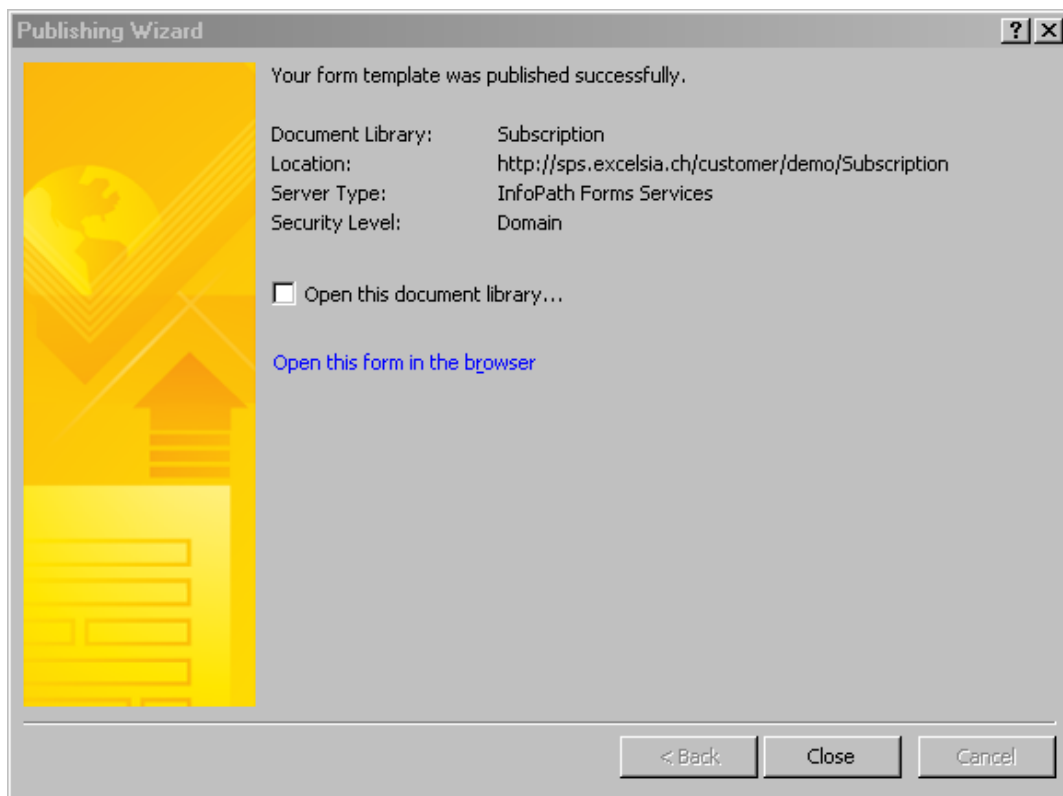 Publishing Wizard
Your form template was published successfully.
Document Library: Subscription
Location: http://sps.excelsia.ch/customer/demo/Subscription
Server Type: InfoPath Forms Services
Security Level: Domain
Open this document library...
Open this form in the browser
< Back Close Cancel